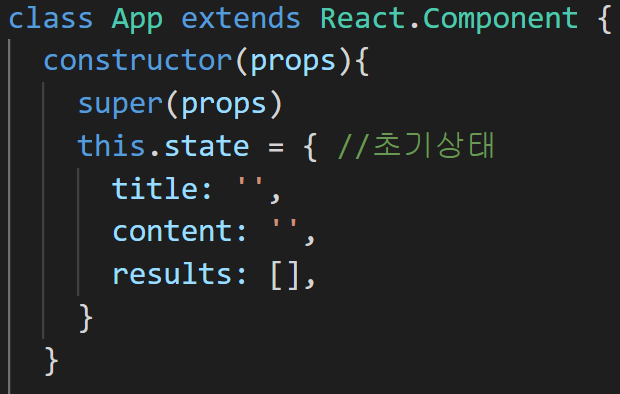 class App extends React.Component {
constructor(props){
super(props)
this.state = { //초기상태
title: '',
content: '',
results: [],
}
}